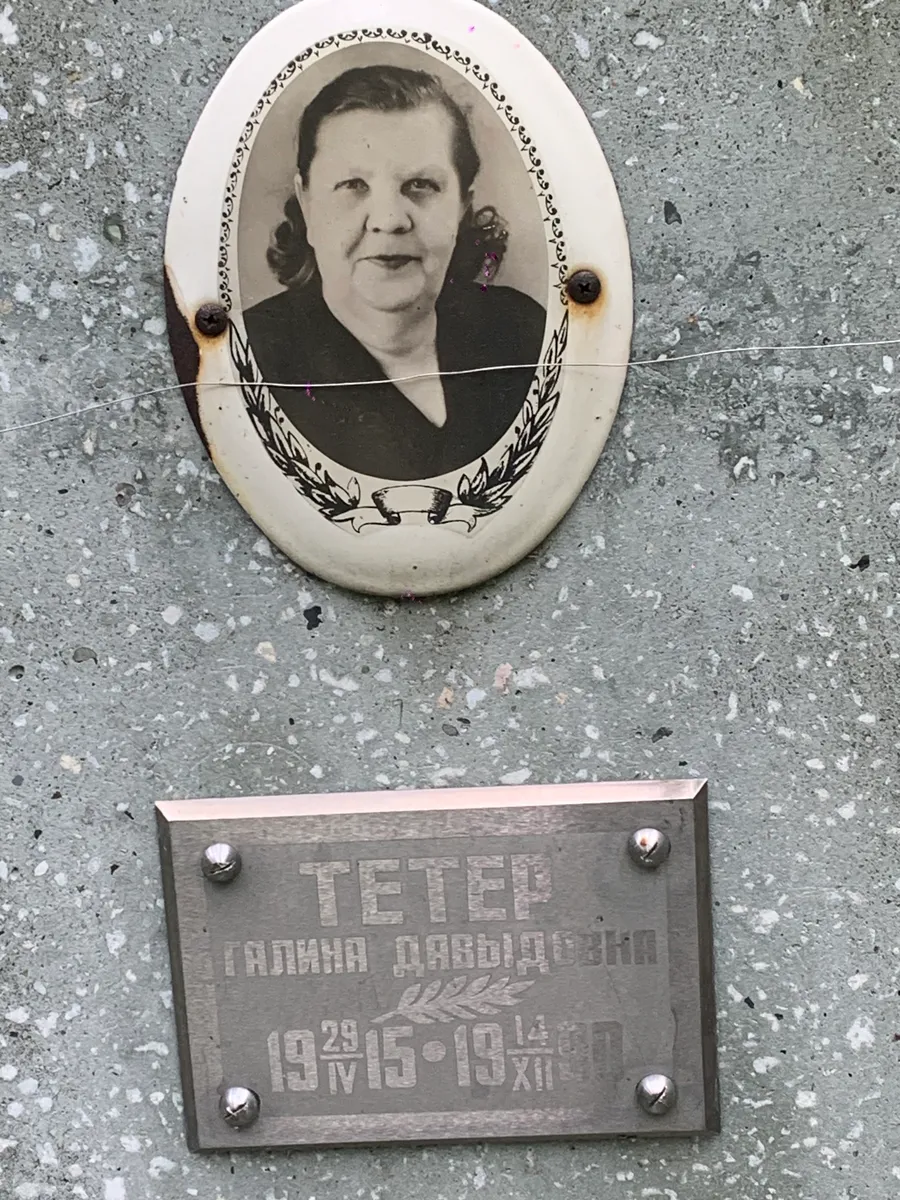 ТЕТЕР
ГАЛИНА ДАВЫДОВНА
19 29/IV 15 • 19 14/XII 90